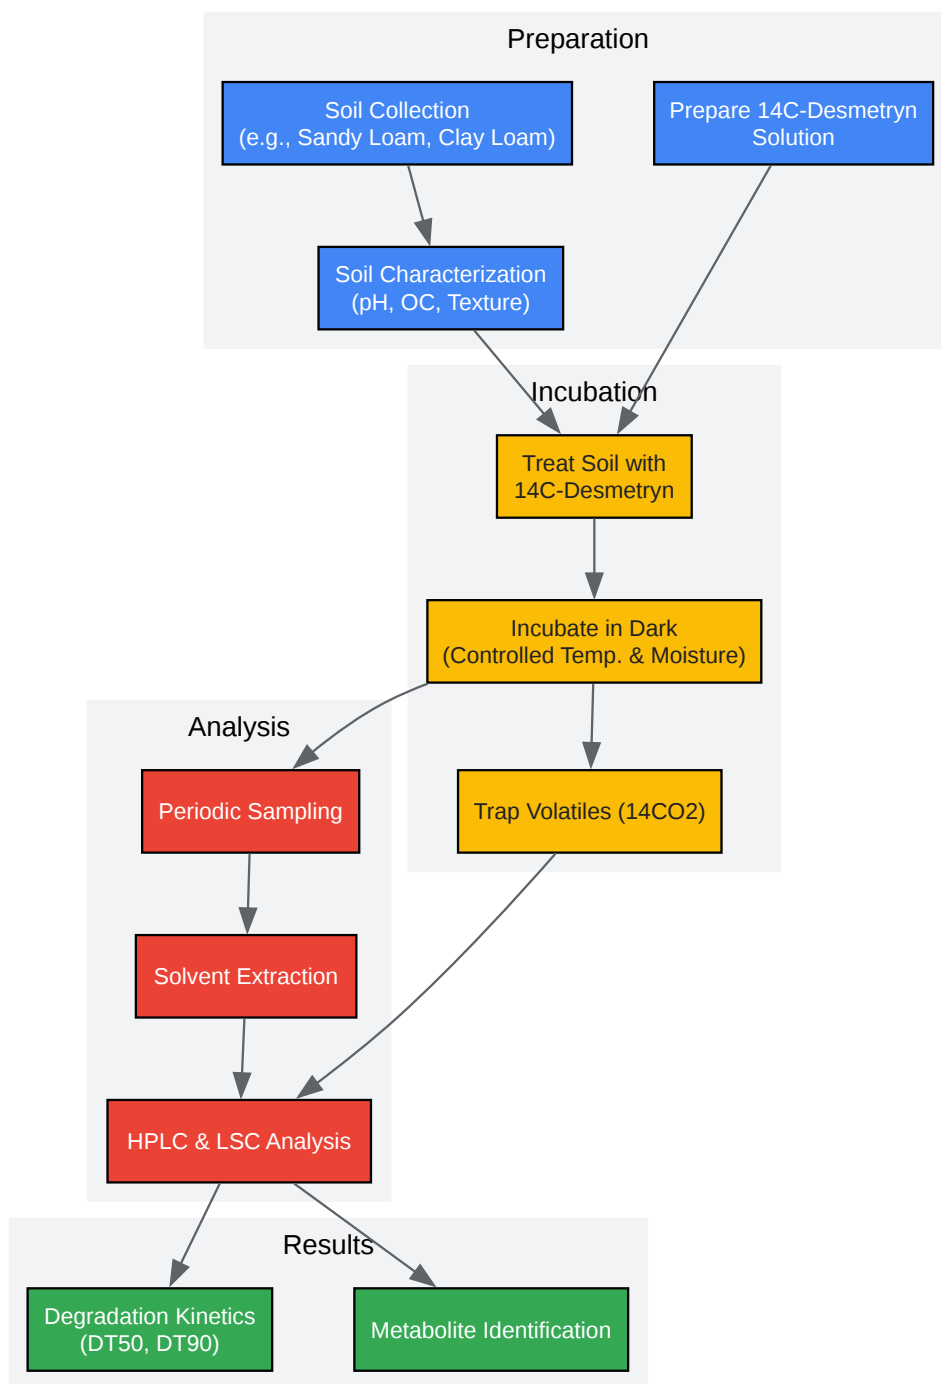 Preparation
Soil Collection
(e.g., Sandy Loam, Clay Loam)
Prepare 14C-Desmetryn
Solution
Soil Characterization
(pH, OC, Texture)
Incubation
Treat Soil with
14C-Desmetryn
Incubate in Dark
(Controlled Temp. & Moisture)
Analysis
Periodic Sampling
Trap Volatiles (14CO2)
Solvent Extraction
HPLC & LSC Analysis
Results
Degradation Kinetics
(DT50, DT90)
Metabolite Identification